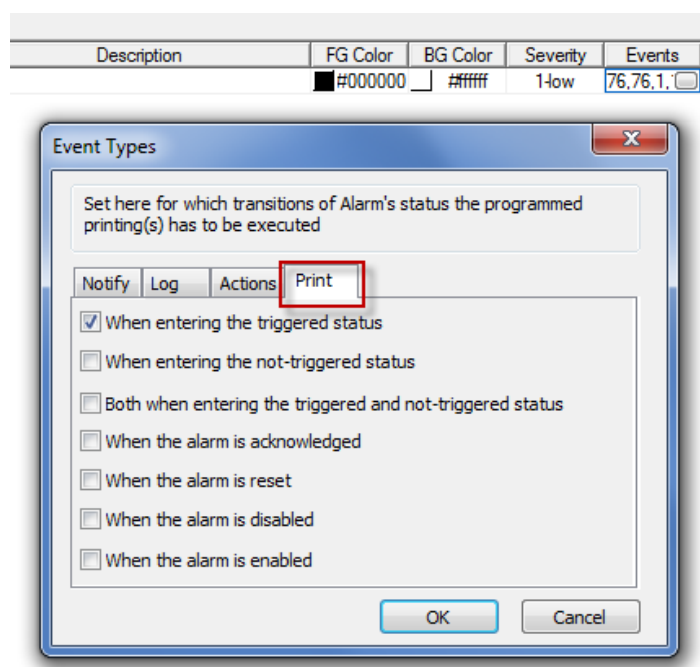 Description FG Color BG Color Severity Events
#000000 #ffffff 1-low 76,76,1,
Event Types
Set here for which transitions of Alarm's status the programmed
printing(s) has to be executed
Notify Log Actions Print
When entering the triggered status
When entering the not-triggered status
Both when entering the triggered and not-triggered status
When the alarm is acknowledged
When the alarm is reset
When the alarm is disabled
When the alarm is enabled
OK Cancel